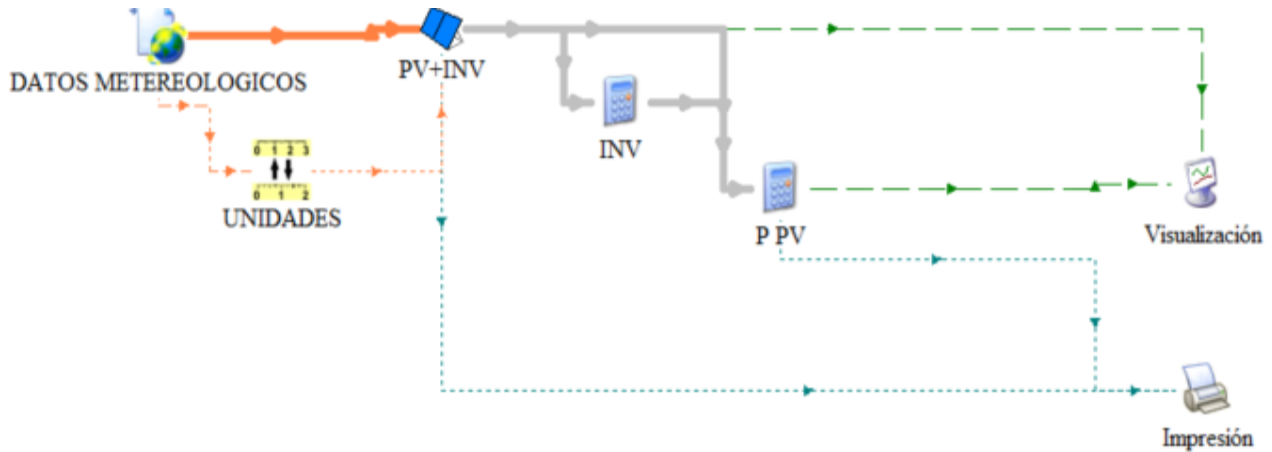 DATOS METEREOLOGICOS
PV+INV
INV
0 1 2 3
0 1 2
UNIDADES
P PV
Visualización
Impresión